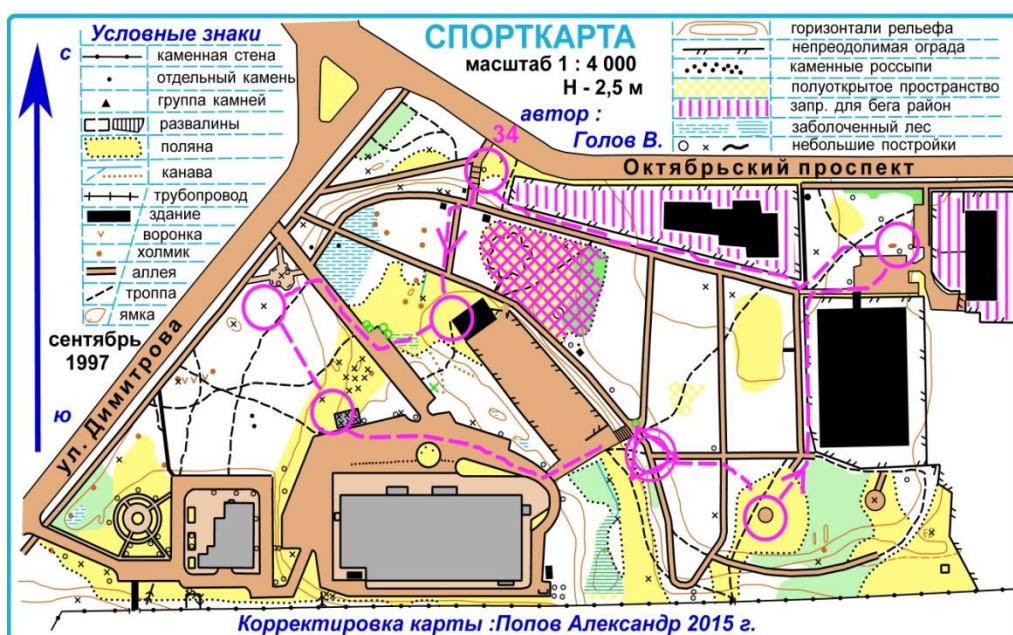 Условные знаки
с
каменная стена
отдельный камень
группа камней
развалины
поляна
канава
трубопровод
здание
воронка
холмик
аллея
троппа
ямка
сентябрь
1997
ю
СПОРТКАРТА
масштаб 1 : 4 000
Н - 2,5 м
автор :
Голов В.
горизонтали рельефа
непреодолимая ограда
каменные россыпи
полуоткрытое пространство
запр. для бега район
заболоченный лес
небольшие постройки
34
Октябрьский проспект
ул. Димитрова
Корректировка карты :Попов Александр 2015 г.